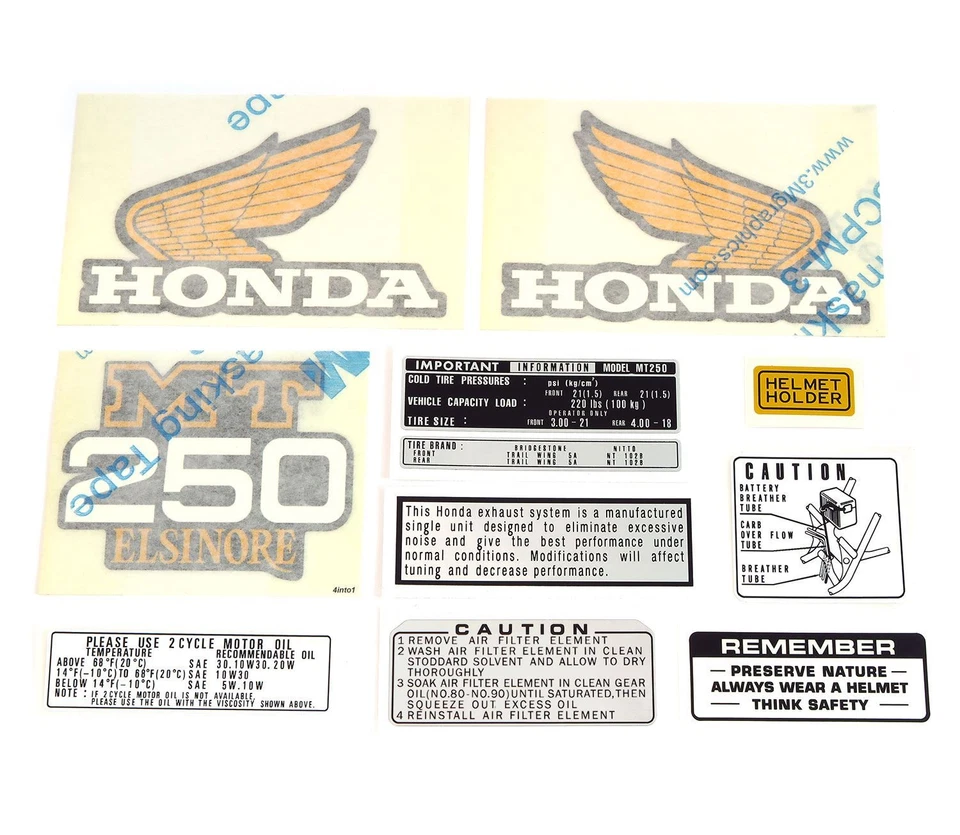 ape
HONDA
www.3Mgraphics.com
SCPM-3
masking
HONDA
MT
250
ELSINORE
Masking Tape
M
4into1
IMPORTANT INFORMATION MODEL MT250
COLD TIRE PRESSURES : psi (kg/cm²)
FRONT 21(1.5) REAR 21(1.5)
VEHICLE CAPACITY LOAD : 220 lbs (100 kg)
OPERATOR ONLY
TIRE SIZE : FRONT 3.00-21 REAR 4.00-18
TIRE BRAND : BRIDGESTONE NITTO
FRONT TRAIL WING 5A NT 102B
REAR TRAIL WING 5A NT 102B
HELMET
HOLDER
This Honda exhaust system is a manufactured
single unit designed to eliminate excessive
noise and give the best performance under
normal conditions. Modifications will affect
tuning and decrease performance.
CAUTION
BATTERY
BREATHER
TUBE
CARB
OVER FLOW
TUBE
BREATHER
TUBE
PLEASE USE 2 CYCLE MOTOR OIL
TEMPERATURE RECOMMENDABLE OIL
ABOVE 68°F(20°C) SAE 30.10W30.20W
14°F(-10°C)TO 68°F(20°C) SAE 10W30
BELOW 14°F(-10°C) SAE 5W.10W
NOTE : IF 2CYCLE MOTOR OIL IS NOT AVAILABLE,
PLEASE USE THE OIL WITH THE VISCOSITY SHOWN ABOVE.
CAUTION
1 REMOVE AIR FILTER ELEMENT
2 WASH AIR FILTER ELEMENT IN CLEAN
STODDARD SOLVENT AND ALLOW TO DRY
THOROUGHLY
3 SOAK AIR FILTER ELEMENT IN CLEAN GEAR
OIL(NO.80-NO.90)UNTIL SATURATED,THEN
SQUEEZE OUT EXCESS OIL
4 REINSTALL AIR FILTER ELEMENT
REMEMBER
PRESERVE NATURE
ALWAYS WEAR A HELMET
THINK SAFETY